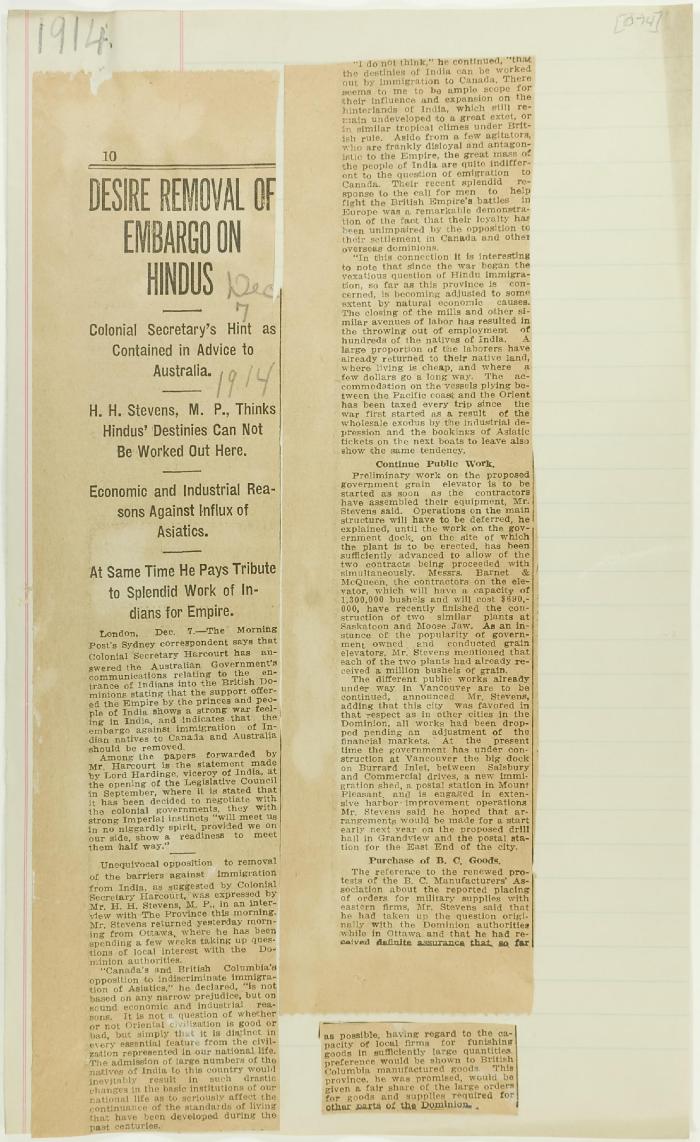 1914.
[074]
10
DESIRE REMOVAL OF
EMBARGO ON
HINDUS
Dec
7
1914
Colonial Secretary's Hint as
Contained in Advice to
Australia.
H. H. Stevens, M. P., Thinks
Hindus' Destinies Can Not
Be Worked Out Here.
Economic and Industrial Rea-
sons Against Influx of
Asiatics.
At Same Time He Pays Tribute
to Splendid Work of In-
dians for Empire.
London, Dec. 7.—The Morning
Post's Sydney correspondent says that
Colonial Secretary Harcourt has an-
swered the Australian Government's
communications relating to the en-
trance of Indians into the British Do-
minions stating that the support offer-
ed the Empire by the princes and peo-
ple of India shows a strong war feel-
ing in India, and indicates that the
embargo against immigration of In-
dian natives to Canada and Australia
should be removed.
Among the papers forwarded by
Mr. Harcourt is the statement made
by Lord Hardinge, viceroy of India, at
the opening of the Legislative Council
in September, where it is stated that
it has been decided to negotiate with
the colonial governments, they with
strong Imperial instincts "will meet us
in no niggardly spirit, provided we on
our side, show a readiness to meet
them half way."
Unequivocal opposition to removal
of the barriers against immigration
from India, as suggested by Colonial
Secretary Harcourt, was expressed by
Mr. H. H. Stevens, M. P., in an inter-
view with The Province this morning.
Mr. Stevens returned yesterday morn-
ing from Ottawa, where he has been
spending a few weeks taking up ques-
tions of local interest with the Do-
minion authorities.
"Canada's and British Columbia's
opposition to indiscriminate immigra-
tion of Asiatics," he declared, "is not
based on any narrow prejudice, but on
sound economic and industrial rea-
sons. It is not a question of whether
or not Oriental civilization is good or
bad, but simply that it is distinct in
every essential feature from the civil-
zation represented in our national life.
The admission of large numbers of the
natives of India to this country would
inevitably result in such drastic
changes in the basic institutions of our
national life as to seriously affect the
continuance of the standards of living
that have been developed during the
past centuries.
"I do not think," he continued, "that
the destinies of India can be worked
out by immigration to Canada. There
seems to me to be ample scope for
their influence and expansion on the
hinterlands of India, which still re-
main undeveloped to a great extet, or
in similar tropical climes under Brit-
ish rule. Aside from a few agitators,
who are frankly disloyal and antagon-
istic to the Empire, the great mass of
the people of India are quite indiffer-
ent to the question of emigration to
Canada. Their recent splendid re-
sponse to the call for men to help
fight the British Empire's battles in
Europe was a remarkable demonstra-
tion of the fact that their loyalty has
been unimpaired by the opposition to
their settlement in Canada and other
overseas dominions.
"In this connection it is interesting
to note that since the war began the
vexatious question of Hindu immigra-
tion, so far as this province is con-
cerned, is becoming adjusted to some
extent by natural economic causes.
The closing of the mills and other si-
milar avenues of labor has resulted in
the throwing out of employment of
hundreds of the natives of India. A
large proportion of the laborers have
already returned to their native land,
where living is cheap, and where a
few dollars go a long way. The ac-
commodation on the vessels plying be-
tween the Pacific coast and the Orient
has been taxed every trip since the
war first started as a result of the
wholesale exodus by the industrial de-
pression and the bookings of Asiatic
tickets on the next boats to leave also
show the same tendency.
Continue Public Work.
Preliminary work on the proposed
government grain elevator is to be
started as soon as the contractors
have assembled their equipment, Mr.
Stevens said. Operations on the main
structure will have to be deferred, he
explained, until the work on the gov-
ernment dock, on the site of which
the plant is to be erected, has been
sufficiently advanced to allow of the
two contracts being proceeded with
simultaneously. Messrs. Barnet &
McQueen, the contractors on the ele-
vator, which will have a capacity of
1,300,000 bushels and will cost $690,-
000, have recently finished the con-
struction of two similar plants at
Saskatoon and Moose Jaw. As an in-
stance of the popularity of govern-
ment owned and conducted grain
elevators, Mr. Stevens mentioned that
each of the two plants had already re-
ceived a million bushels of grain.
The different public works already
under way in Vancouver are to be
continued, announced Mr. Stevens,
adding that this city was favored in
that respect as in other cities in the
Dominion, all works had been drop-
ped pending an adjustment of the
financial markets. At the present
time the government has under con-
struction at Vancouver the big dock
on Burrard Inlet, between Salsbury
and Commercial drives, a new immi-
gration shed, a postal station in Mount
Pleasant, and is engaged in exten-
sive harbor improvement operations
Mr. Stevens said he hoped that ar-
rangements would be made for a start
early next year on the proposed drill
hall in Grandview and the postal sta-
tion for the East End of the city.
Purchase of B. C. Goods.
The reference to the renewed pro-
tests of the B. C. Manufacturers' As-
sociation about the reported placing
of orders for military supplies with
eastern firms, Mr. Stevens said that
he had taken up the question origi-
nally with the Dominion authorities
while in Ottawa and that he had re-
ceived definite assurance that, so far
as possible, having regard to the ca-
pacity of local firms for furnishing
goods in sufficiently large quantities
preference would be shown to British
Columbia manufactured goods. This
province, he was promised, would be
given a fair share of the large orders
for goods and supplies required for
other parts of the Dominion.